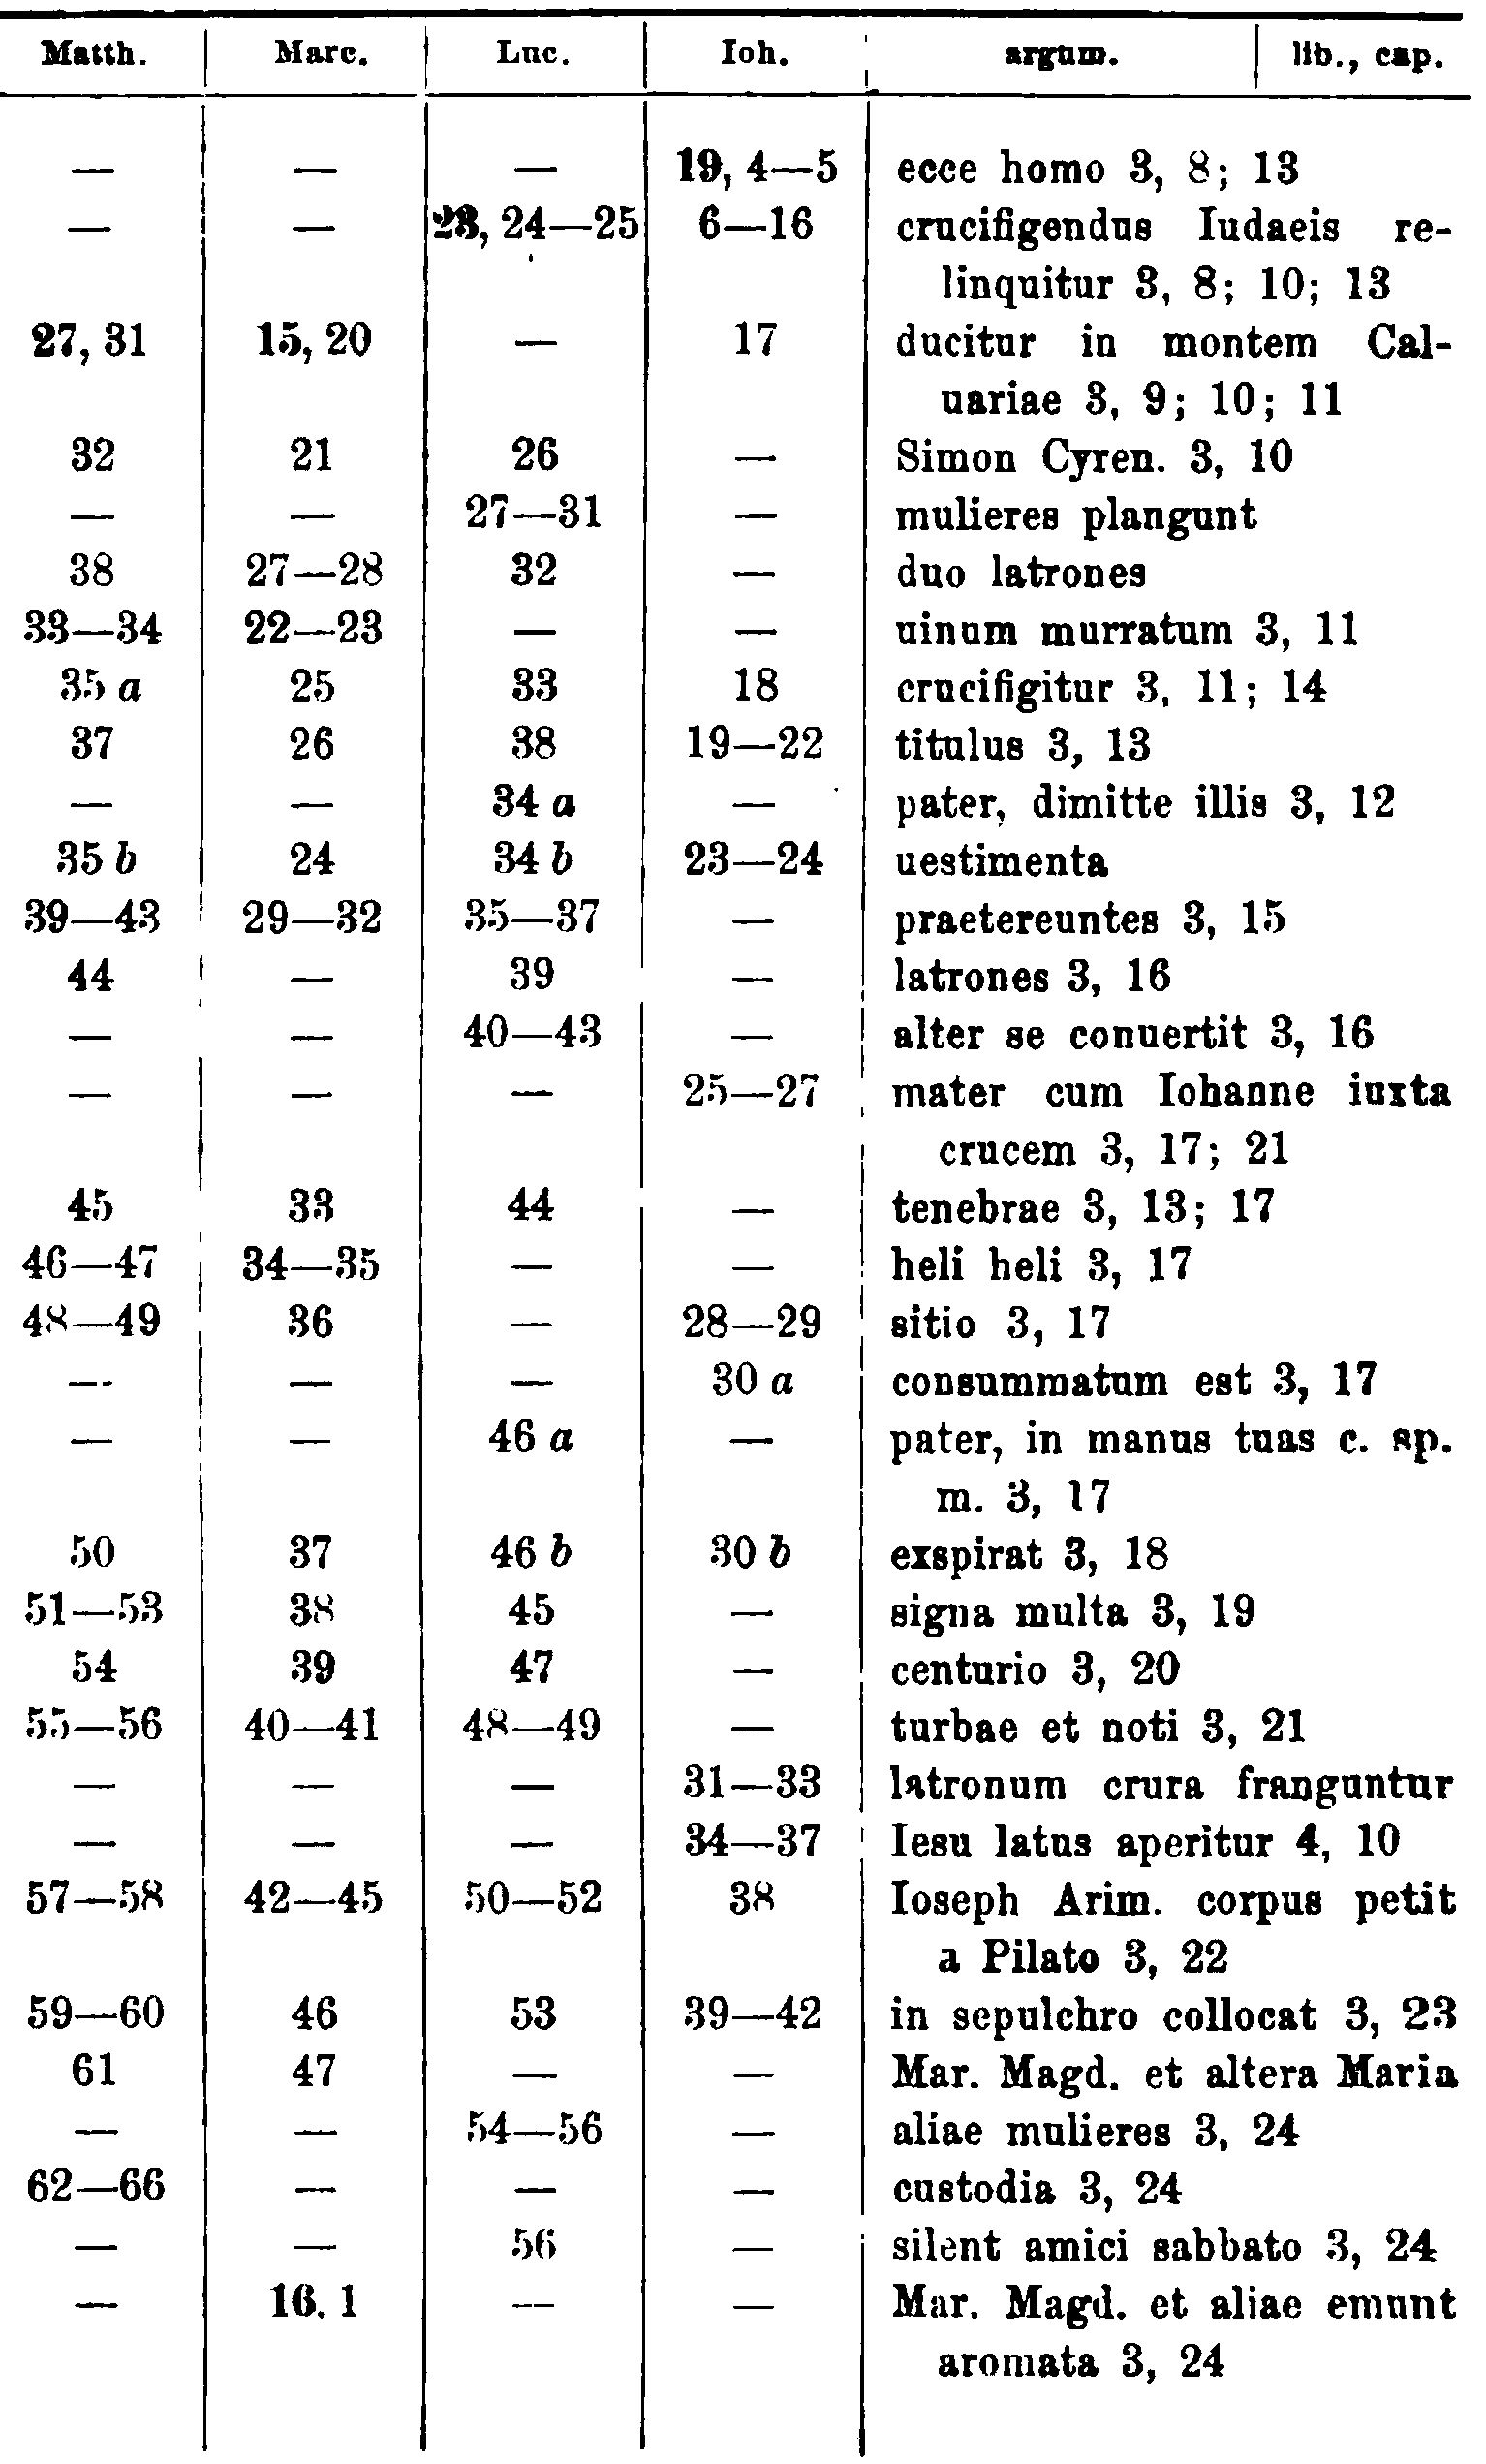 Matth. Marc. Luc. Ioh. argum. lib., cap.
— — — 19, 4—5 ecce homo 3, 8; 13
— — 23, 24—25 6—16 crucifigendus Iudaeis re-
linquitur 3, 8; 10; 13
27, 31 15, 20 — 17 ducitur in montem Cal-
uariae 3, 9; 10; 11
32 21 26 — Simon Cyren. 3, 10
— — 27—31 — mulieres plangunt
38 27—28 32 — duo latrones
33—34 22—23 — — uinum murratum 3, 11
35 a 25 33 18 crucifigitur 3, 11; 14
37 26 38 19—22 titulus 3, 13
— — 34 a — pater, dimitte illis 3, 12
35 b 24 34 b 23—24 uestimenta
39—43 29—32 35—37 — praetereuntes 3, 15
44 — 39 — latrones 3, 16
— — 40—43 — alter se conuertit 3, 16
— — — 25—27 mater cum Iohanne iuxta
crucem 3, 17; 21
45 33 44 — tenebrae 3, 13; 17
46—47 34—35 — — heli heli 3, 17
48—49 36 — 28—29 sitio 3, 17
— — — 30 a consummatum est 3, 17
— — 46 a — pater, in manus tuas c. sp.
m. 3, 17
50 37 46 b 30 b exspirat 3, 18
51—53 38 45 — signa multa 3, 19
54 39 47 — centurio 3, 20
55—56 40—41 48—49 — turbae et noti 3, 21
— — — 31—33 latronum crura franguntur
— — — 34—37 Iesu latus aperitur 4, 10
57—58 42—45 50—52 38 Ioseph Arim. corpus petit
a Pilato 3, 22
59—60 46 53 39—42 in sepulchro collocat 3, 23
61 47 — — Mar. Magd. et altera Maria
— — 54—56 — aliae mulieres 3, 24
62—66 — — — custodia 3, 24
— — 56 — silent amici sabbato 3, 24
— 16. 1 — — Mar. Magd. et aliae emunt
aromata 3, 24